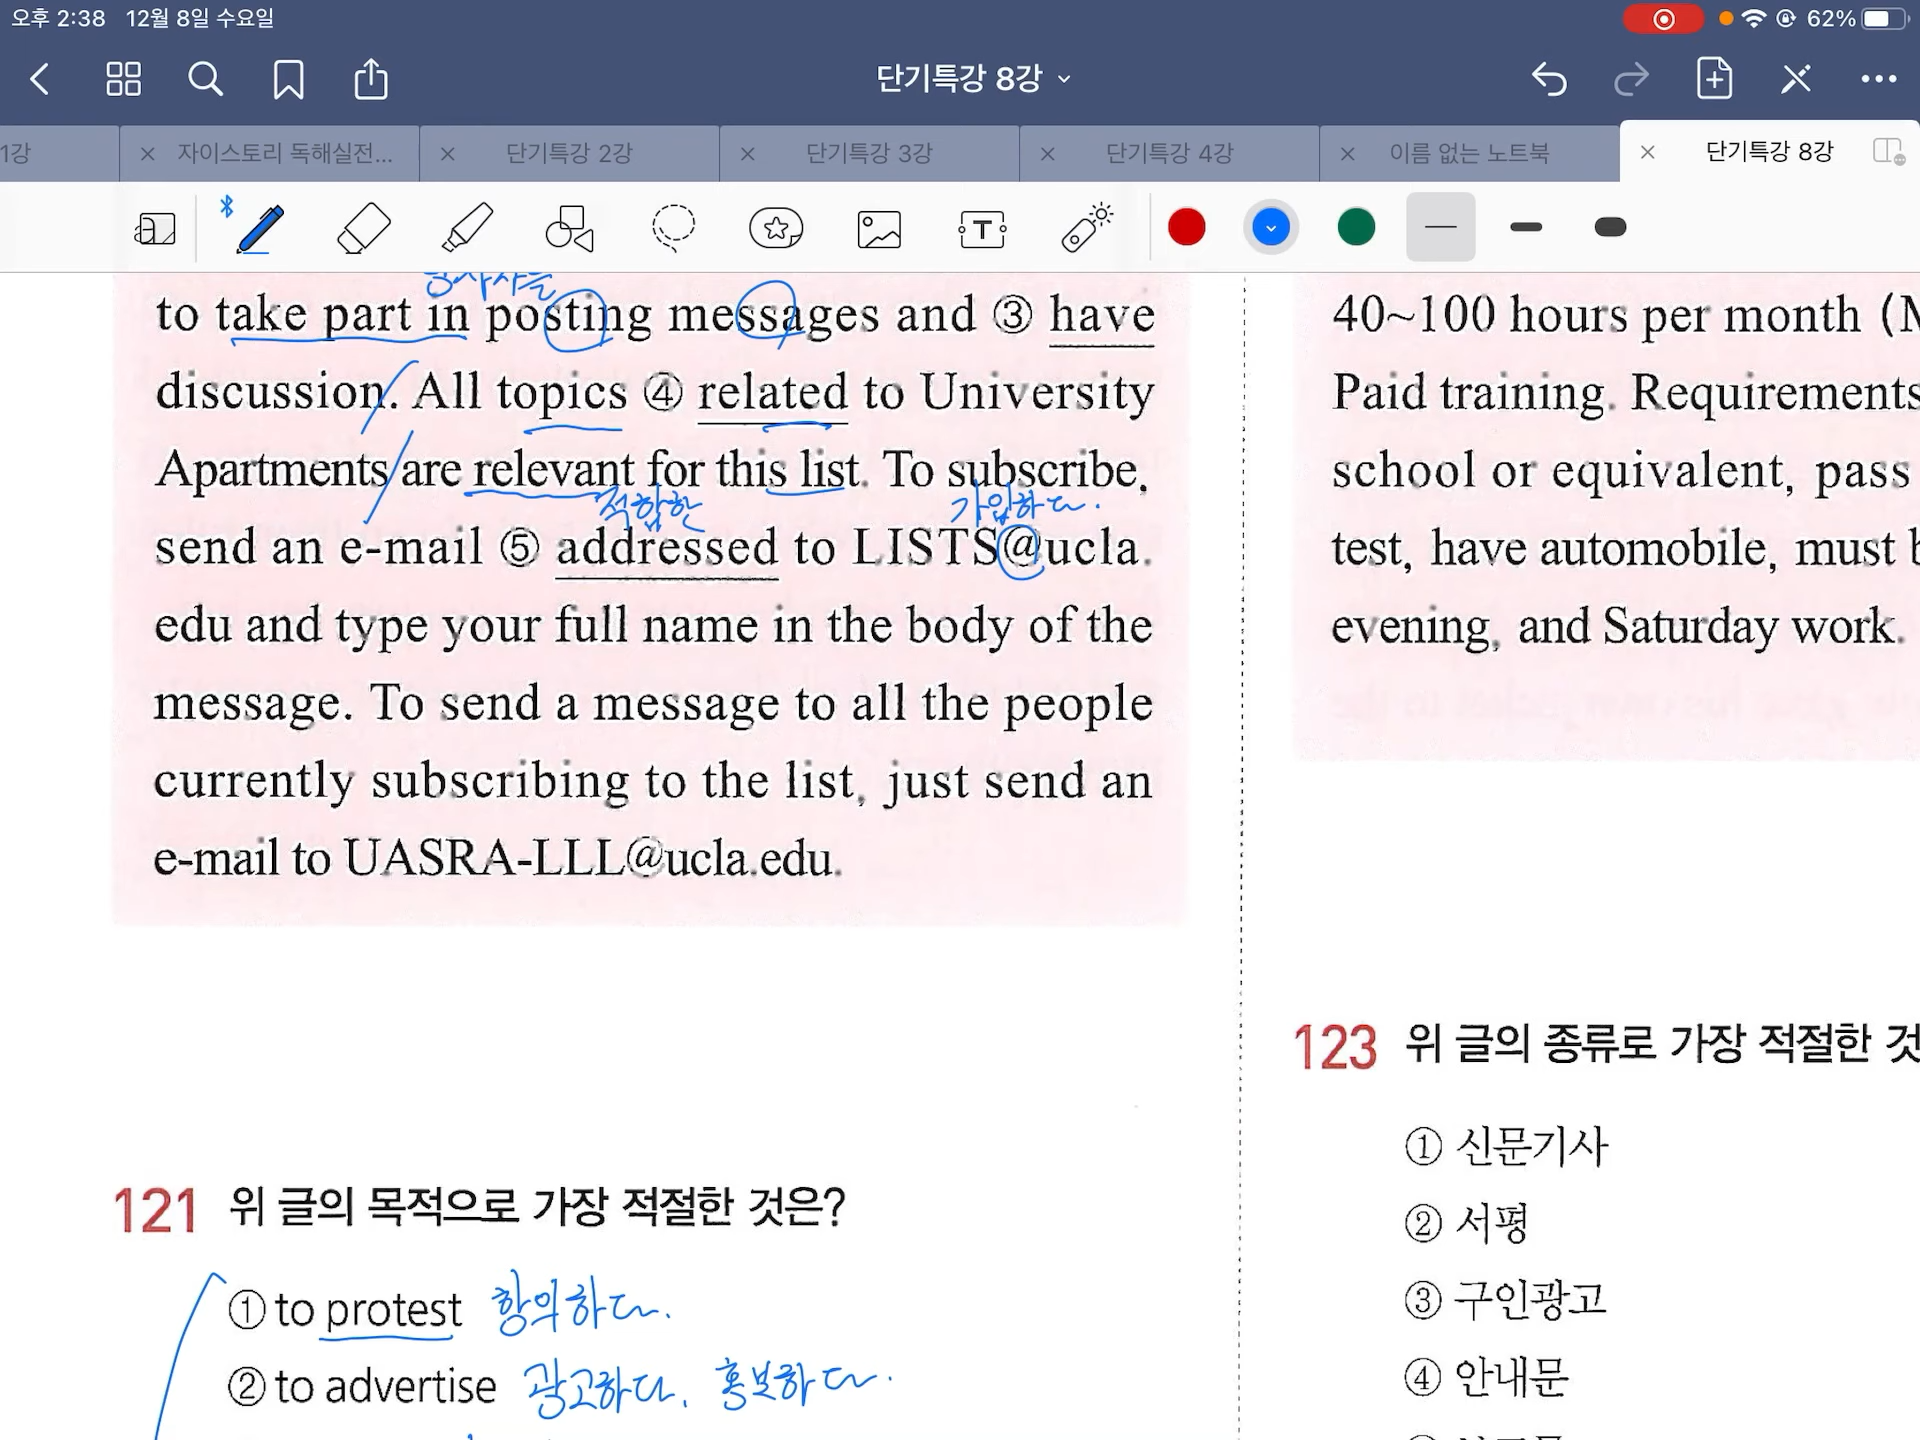 오후 2:38 12월 8일 수요일
62%
단기특강 8강
1강
자이스토리 독해실전...
단기특강 2강
단기특강 3강
단기특강 4강
이름 없는 노트북
단기특강 8강
to take part in posting messages and ③ have
discussion. All topics ④ related to University
Apartments are relevant for this list. To subscribe,
적합한 가입하다.
send an e-mail ⑤ addressed to LISTS@ucla.
edu and type your full name in the body of the
message. To send a message to all the people
currently subscribing to the list, just send an
e-mail to UASRA-LLL@ucla.edu.
121 위 글의 목적으로 가장 적절한 것은?
① to protest 항의하다.
② to advertise 광고하다. 홍보하다.
40~100 hours per month (M
Paid training. Requirements
school or equivalent, pass
test, have automobile, must b
evening, and Saturday work.
123 위 글의 종류로 가장 적절한 것
① 신문기사
② 서평
③ 구인광고
④ 안내문